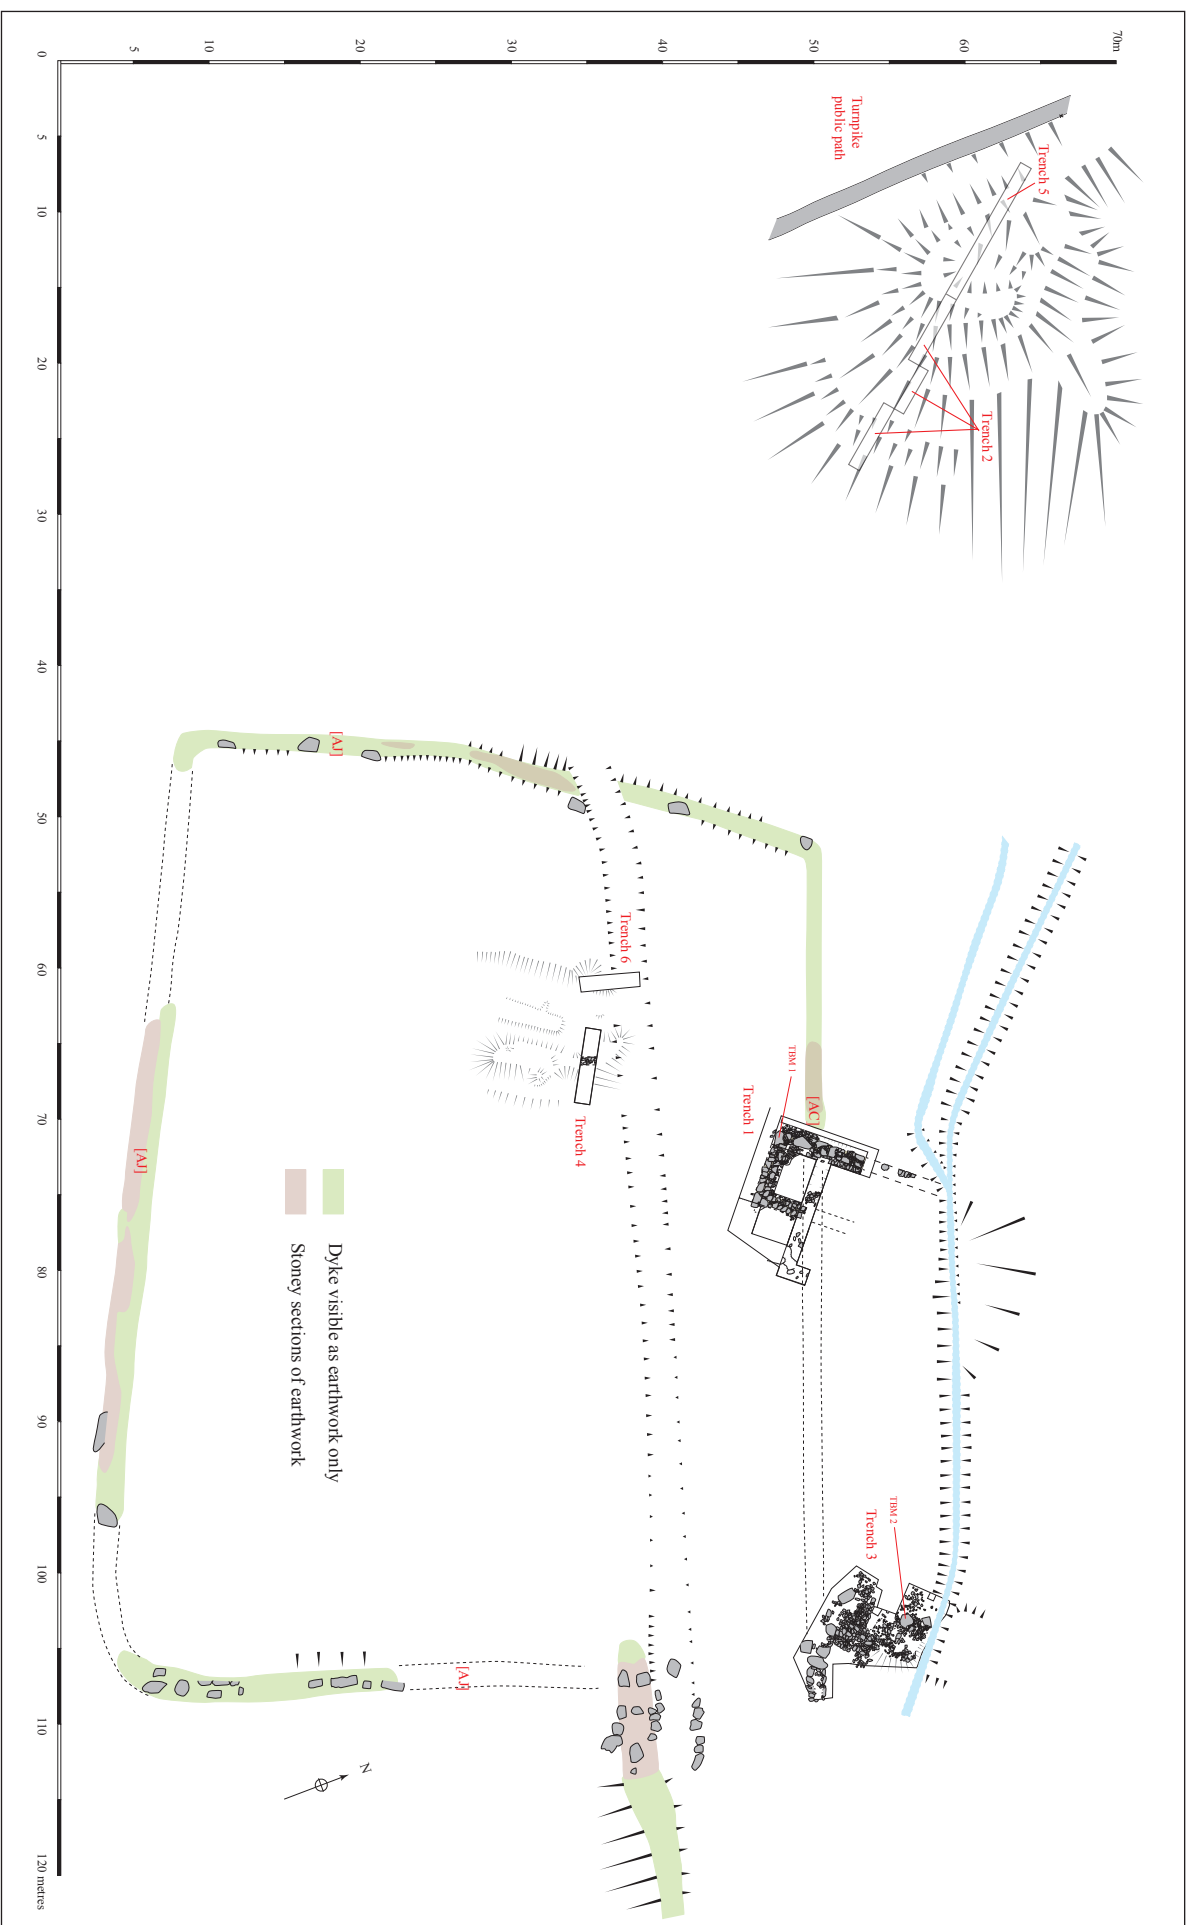 0
5
10
20
30
40
50
60
70m
5
10
20
30
40
50
60
70
80
90
100
110
120 metres
Turnpike
public path
Trench 5
Trench 2
[AJ]
Trench 6
Trench 4
TBM 1
[AC]
Trench 1
[AJ]
Dyke visible as earthwork only
Stoney sections of earthwork
TBM 2
Trench 3
[AJ]
N